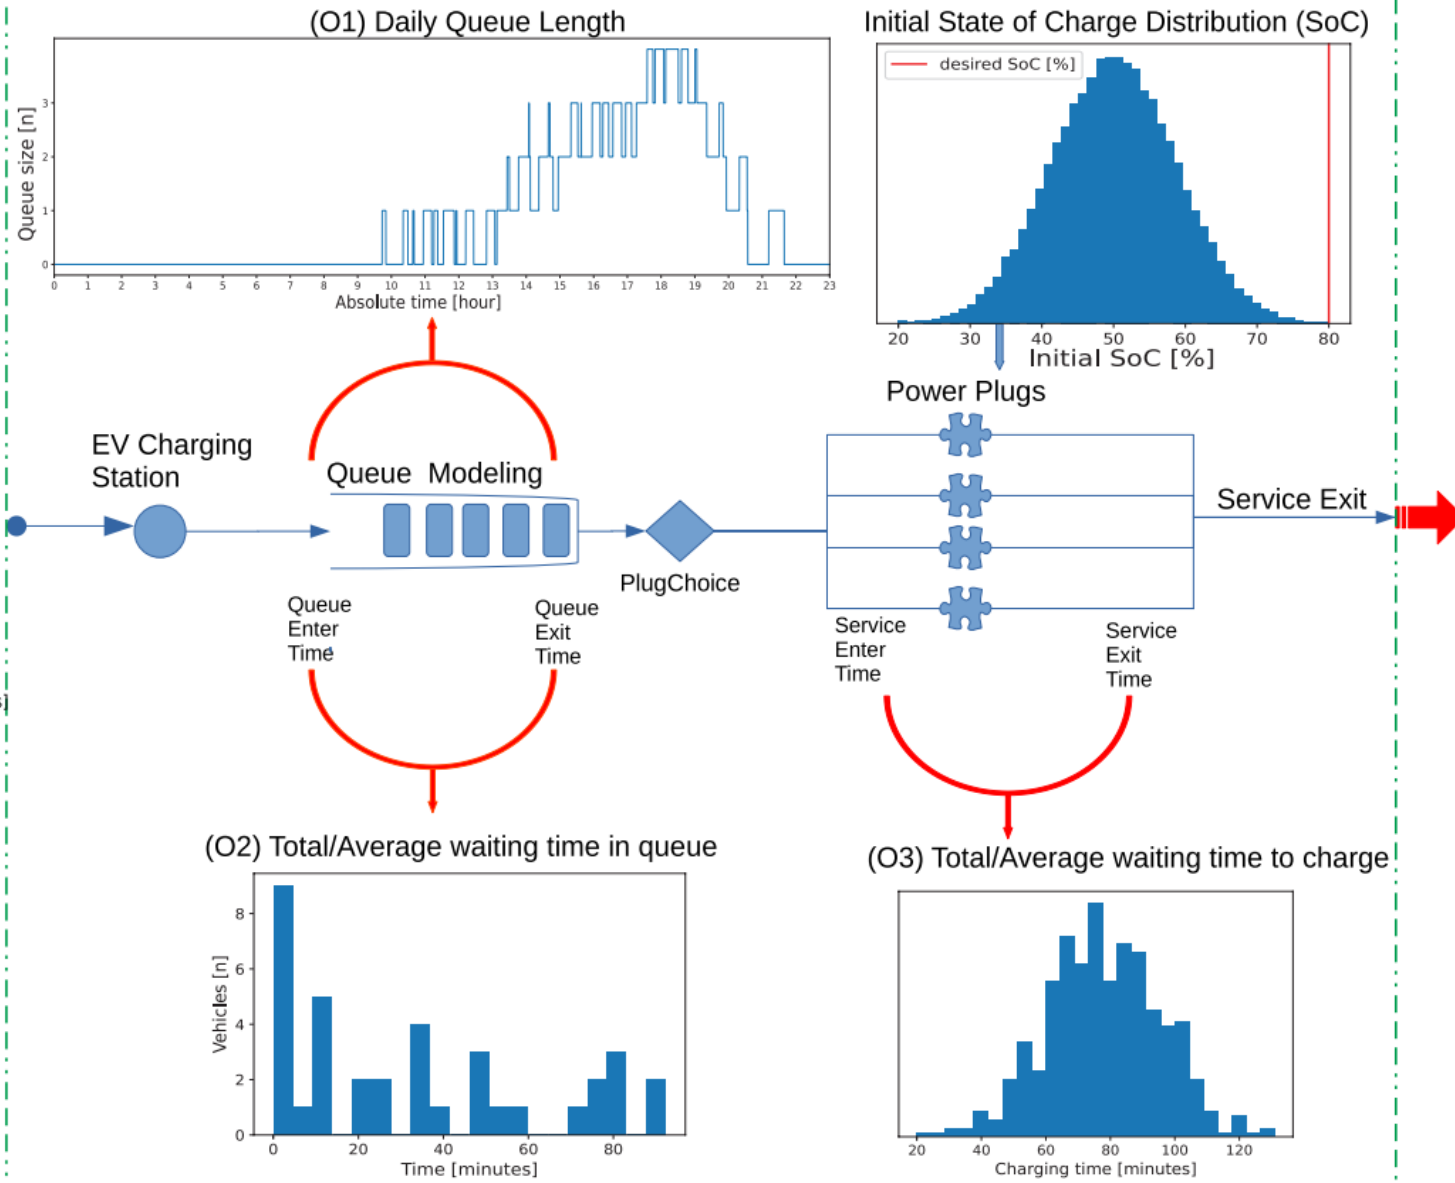 (O1) Daily Queue Length
Queue size [n]
3
2
1
0
0 1 2 3 4 5 6 7 8 9 10 11 12 13 14 15 16 17 18 19 20 21 22 23
Absolute time [hour]
Initial State of Charge Distribution (SoC)
desired SoC [%]
20 30 40 50 60 70 80
Initial SoC [%]
Power Plugs
EV Charging
Station
Queue Modeling
PlugChoice
Service Exit
Queue
Enter
Time
Queue
Exit
Time
Service
Enter
Time
Service
Exit
Time
(O2) Total/Average waiting time in queue
Vehicles [n]
8
6
4
2
0
0 20 40 60 80
Time [minutes]
(O3) Total/Average waiting time to charge
20 40 60 80 100 120
Charging time [minutes]